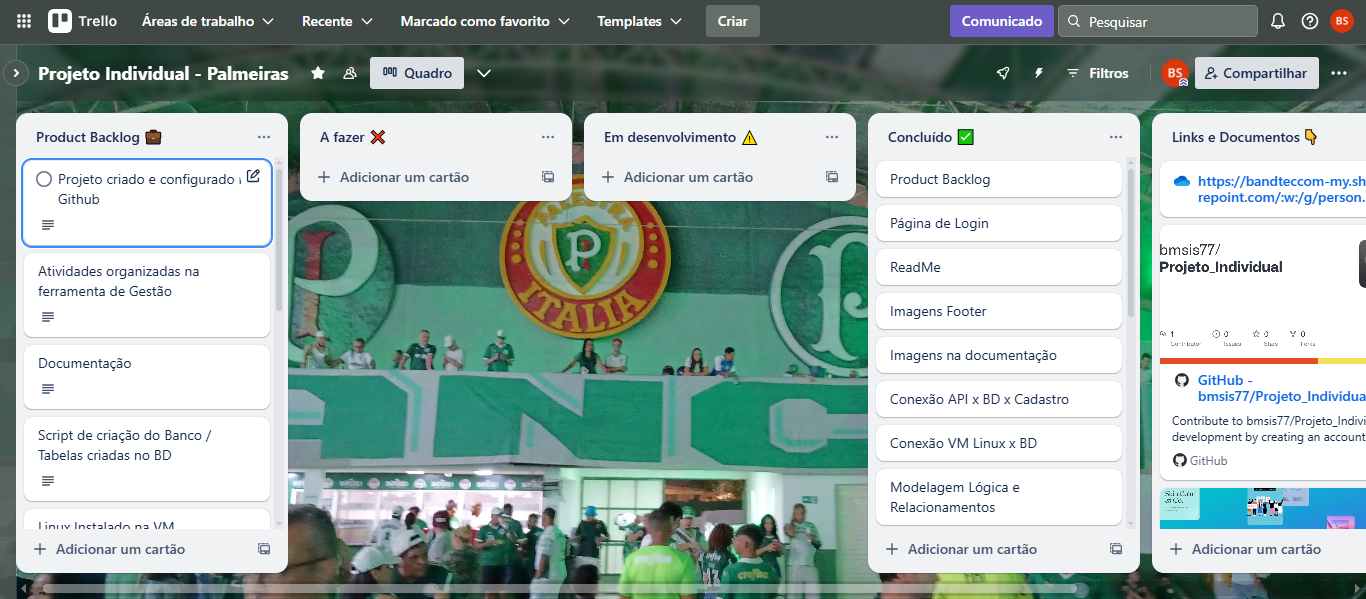 Trello
Áreas de trabalho
Recente
Marcado como favorito
Templates
Criar
Comunicado
Pesquisar
BS
Projeto Individual - Palmeiras
Quadro
Filtros
BS
Compartilhar
Product Backlog
Projeto criado e configurado
Github
Atividades organizadas na
ferramenta de Gestão
Documentação
Script de criação do Banco /
Tabelas criadas no BD
Linux Instalado na VM
Adicionar um cartão
A fazer
Adicionar um cartão
Em desenvolvimento
Adicionar um cartão
PALMEIRAS
P
ITALIA
P
P
Concluído
Product Backlog
Página de Login
ReadMe
Imagens Footer
Imagens na documentação
Conexão API x BD x Cadastro
Conexão VM Linux x BD
Modelagem Lógica e
Relacionamentos
Adicionar um cartão
Links e Documentos
https://bandteccom-my.sh
repoint.com/:w:/g/person.
bmsis77/
Projeto_Individual
1
Contributor
0
Issues
0
Stars
0
Forks
GitHub -
bmsis77/Projeto_Individua
Contribute to bmsis77/Projeto_Indivi
development by creating an account
GitHub
Skin Calm
& Co.
Adicionar um cartão